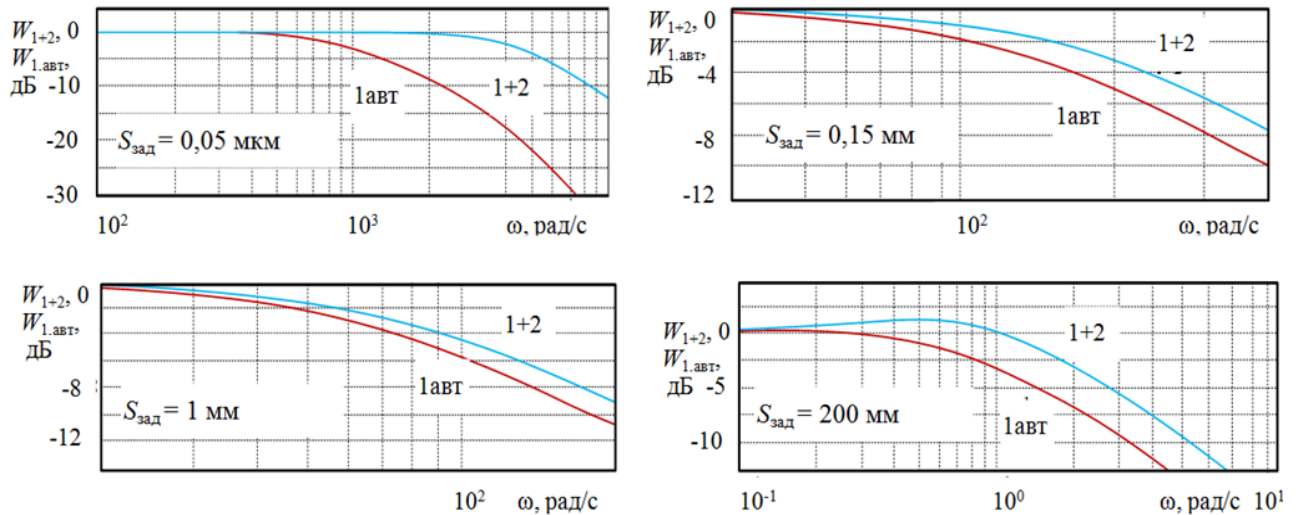 W₁₊₂, 0
W₁.авт,
дБ -10
-20
-30
1авт
1+2
Sзад = 0,05 мкм
10²
10³
ω, рад/с
W₁₊₂, 0
W₁.авт,
дБ -4
-8
-12
1+2
1авт
Sзад = 0,15 мм
10²
ω, рад/с
W₁₊₂, 0
W₁.авт,
дБ
-8
-12
1+2
1авт
Sзад = 1 мм
10²
ω, рад/с
W₁₊₂, 0
W₁.авт,
дБ -5
-10
1+2
1авт
Sзад = 200 мм
10⁻¹
10⁰
ω, рад/с
10¹